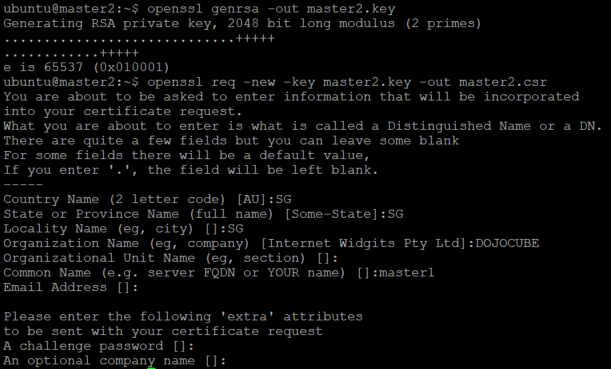 ubuntu@master2:~$ openssl genrsa -out master2.key
Generating RSA private key, 2048 bit long modulus (2 primes)
............................+++++
............+++++
e is 65537 (0x010001)
ubuntu@master2:~$ openssl req -new -key master2.key -out master2.csr
You are about to be asked to enter information that will be incorporated
into your certificate request.
What you are about to enter is what is called a Distinguished Name or a DN.
There are quite a few fields but you can leave some blank
For some fields there will be a default value,
If you enter '.', the field will be left blank.
-----
Country Name (2 letter code) [AU]:SG
State or Province Name (full name) [Some-State]:SG
Locality Name (eg, city) []:SG
Organization Name (eg, company) [Internet Widgits Pty Ltd]:DOJOCUBE
Organizational Unit Name (eg, section) []:
Common Name (e.g. server FQDN or YOUR name) []:master1
Email Address []:

Please enter the following 'extra' attributes
to be sent with your certificate request
A challenge password []:
An optional company name []: